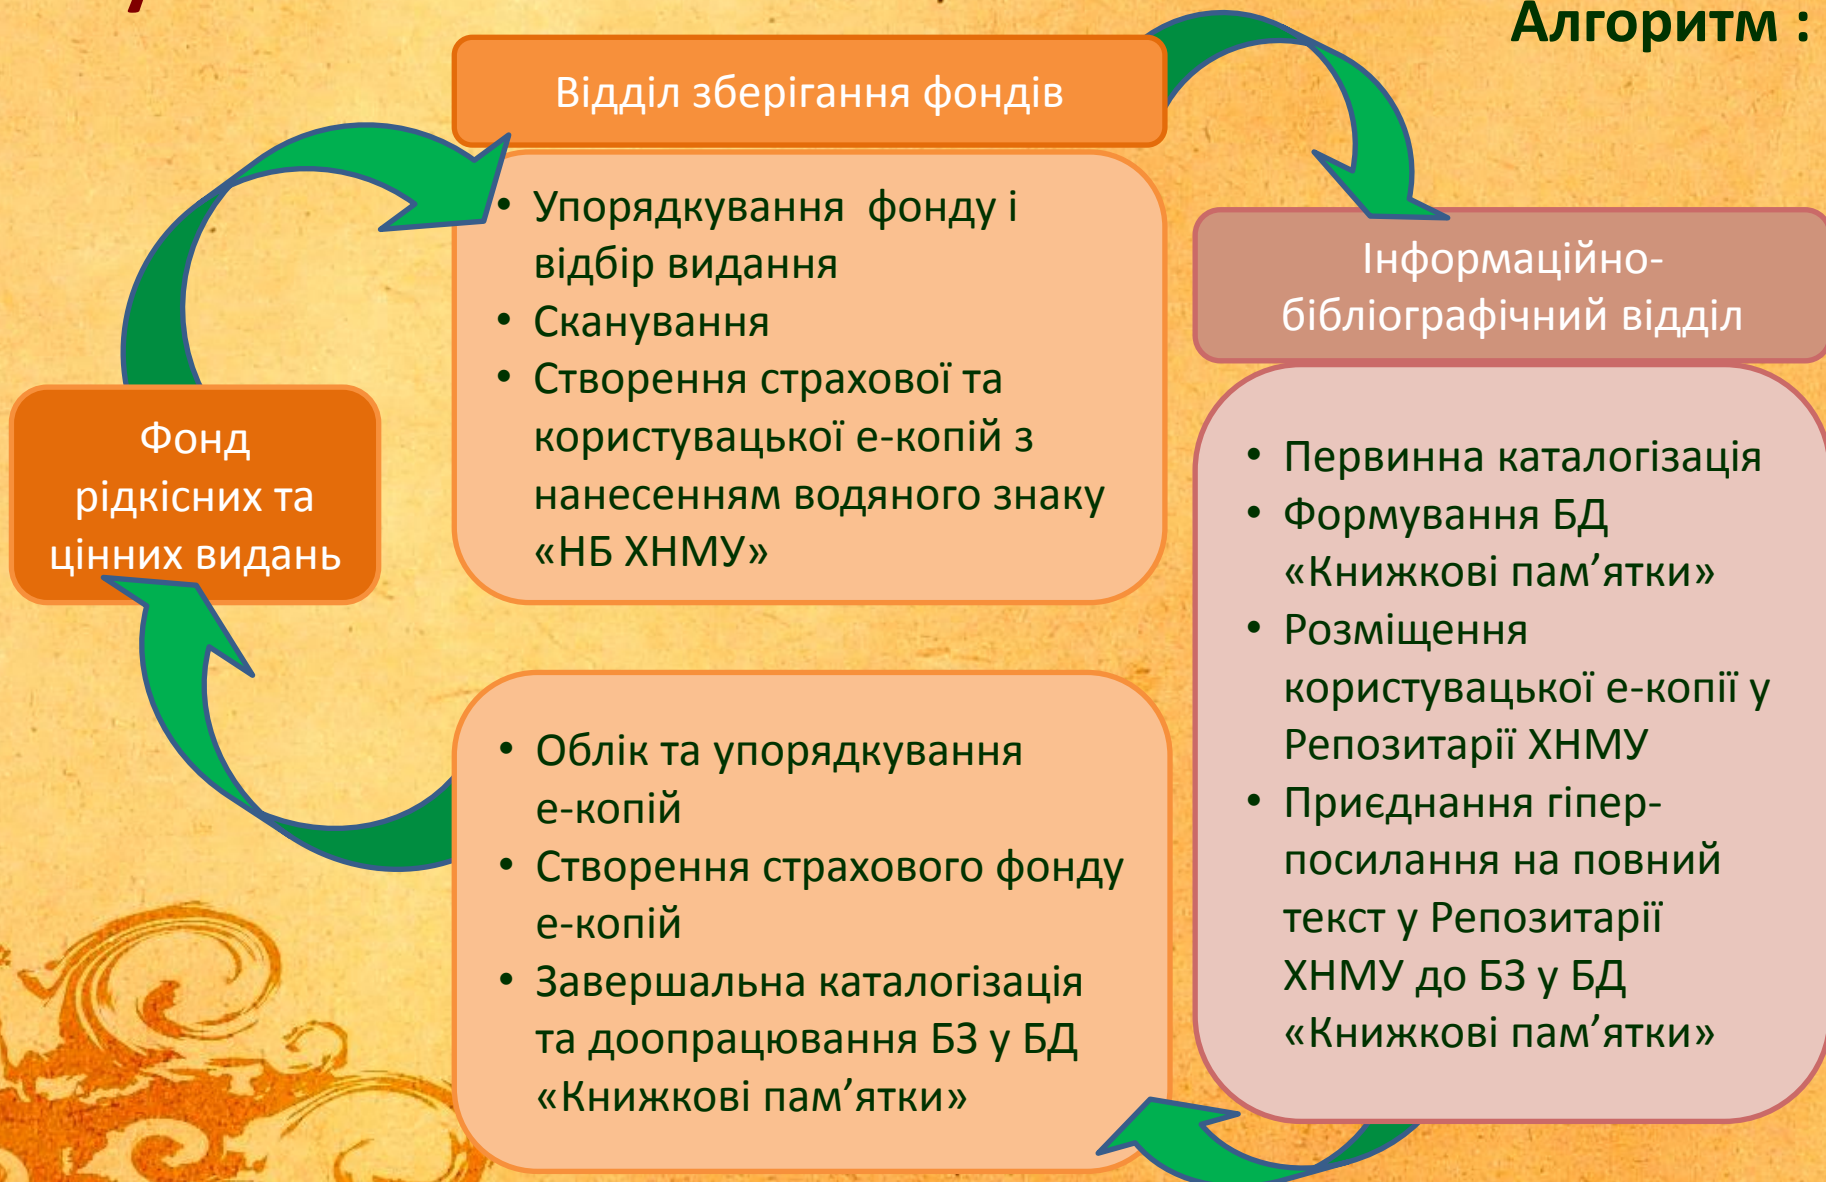 Алгоритм :
Відділ зберігання фондів
• Упорядкування фонду і
відбір видання
• Сканування
• Створення страхової та
користувацької е-копій з
нанесенням водяного знаку
«НБ ХНМУ»
Інформаційно-
бібліографічний відділ
• Первинна каталогізація
• Формування БД
«Книжкові пам’ятки»
• Розміщення
користувацької е-копії у
Репозитарії ХНМУ
• Приєднання гіпер-
посилання на повний
текст у Репозитарії
ХНМУ до БЗ у БД
«Книжкові пам’ятки»
• Облік та упорядкування
е-копій
• Створення страхового фонду
е-копій
• Завершальна каталогізація
та доопрацювання БЗ у БД
«Книжкові пам’ятки»
Фонд
рідкісних та
цінних видань